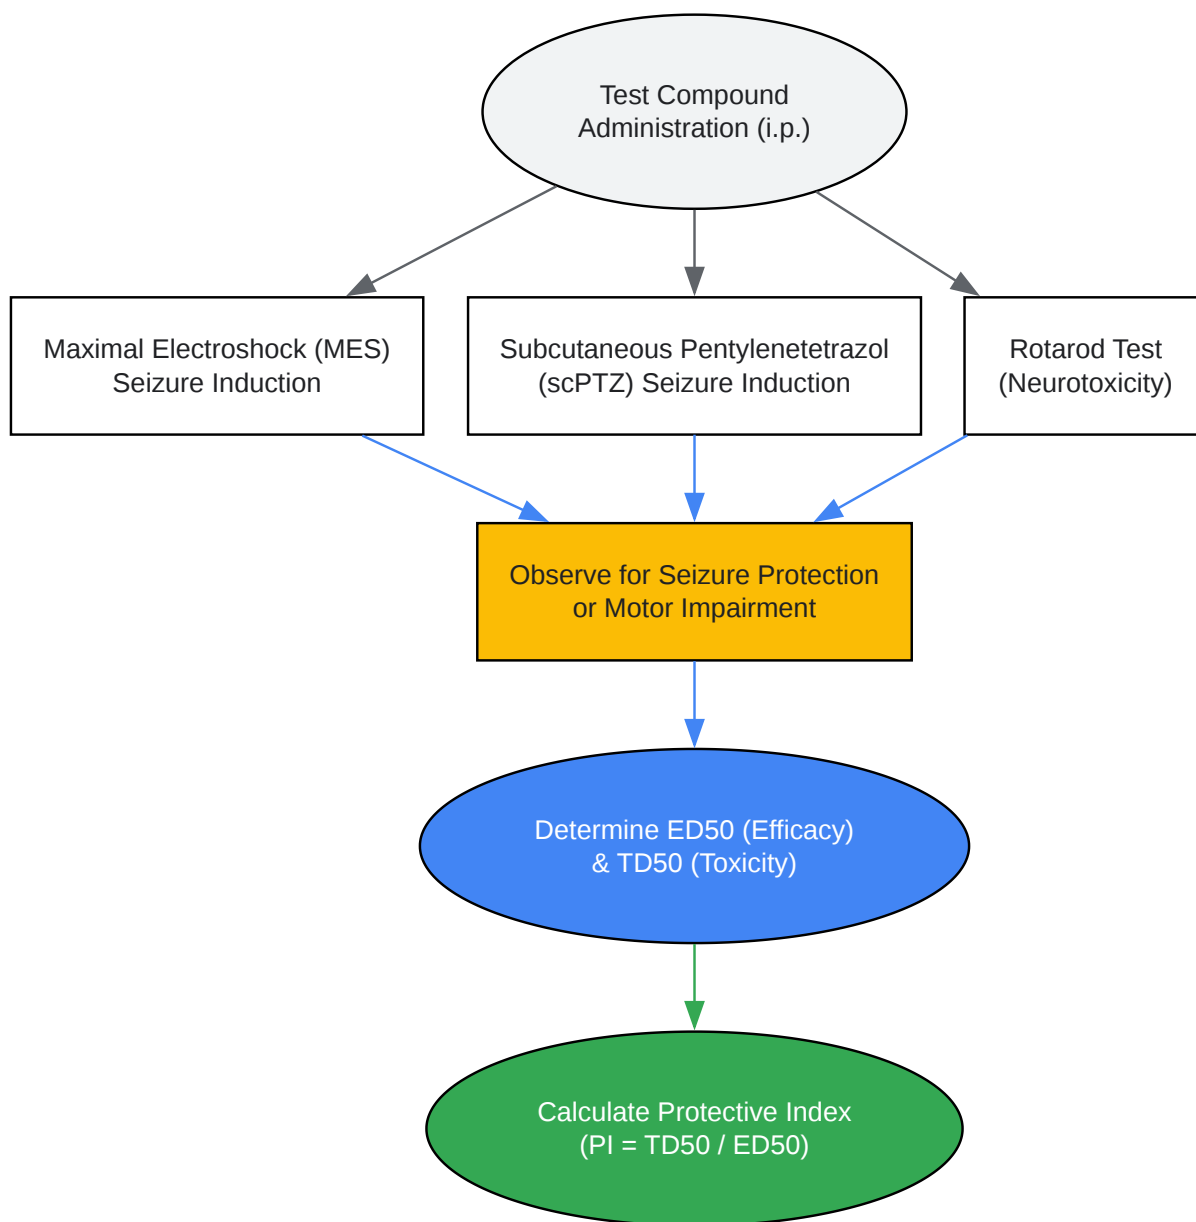 Test Compound
Administration (i.p.)
Maximal Electroshock (MES)
Seizure Induction
Subcutaneous Pentylenetetrazol
(scPTZ) Seizure Induction
Rotarod Test
(Neurotoxicity)
Observe for Seizure Protection
or Motor Impairment
Determine ED50 (Efficacy)
& TD50 (Toxicity)
Calculate Protective Index
(PI = TD50 / ED50)